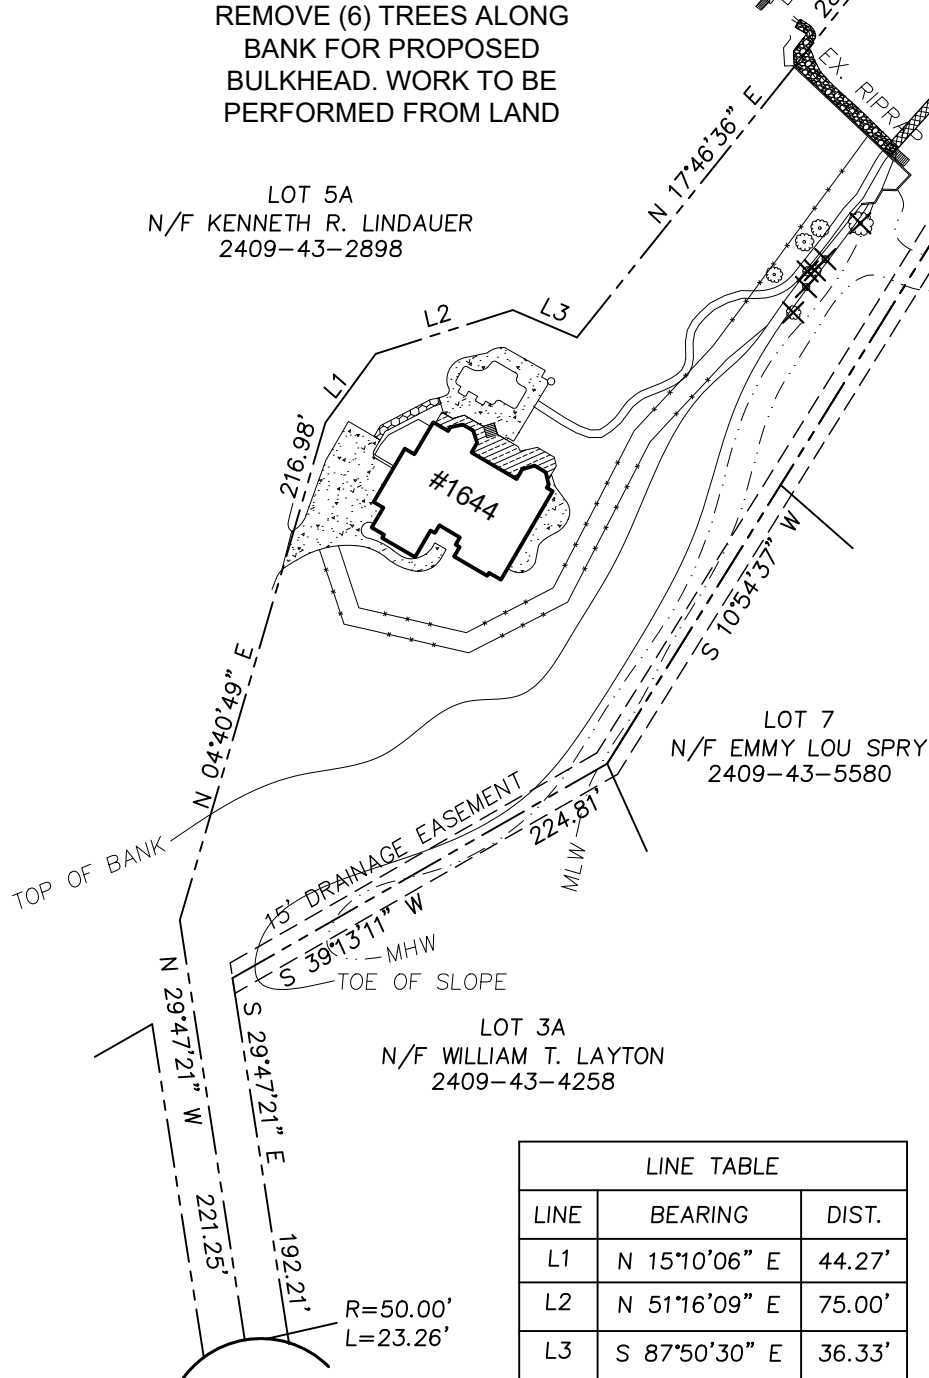 REMOVE (6) TREES ALONG
BANK FOR PROPOSED
BULKHEAD. WORK TO BE
PERFORMED FROM LAND
EX. RIPRAP
N 17°46'36" E
LOT 5A
N/F KENNETH R. LINDAUER
2409-43-2898
L2
L3
L1
216.98'
#1644
S 10°54'37" W
N 04°40'49" E
LOT 7
N/F EMMY LOU SPRY
2409-43-5580
TOP OF BANK
15' DRAINAGE EASEMENT
224.81'
MLW
S 39°13'11" W
MHW
TOE OF SLOPE
N 29°47'21" W
221.25'
S 29°47'21" E
192.21'
LOT 3A
N/F WILLIAM T. LAYTON
2409-43-4258
R=50.00'
L=23.26'
LINE TABLE
LINE BEARING DIST.
L1 N 15°10'06" E 44.27'
L2 N 51°16'09" E 75.00'
L3 S 87°50'30" E 36.33'